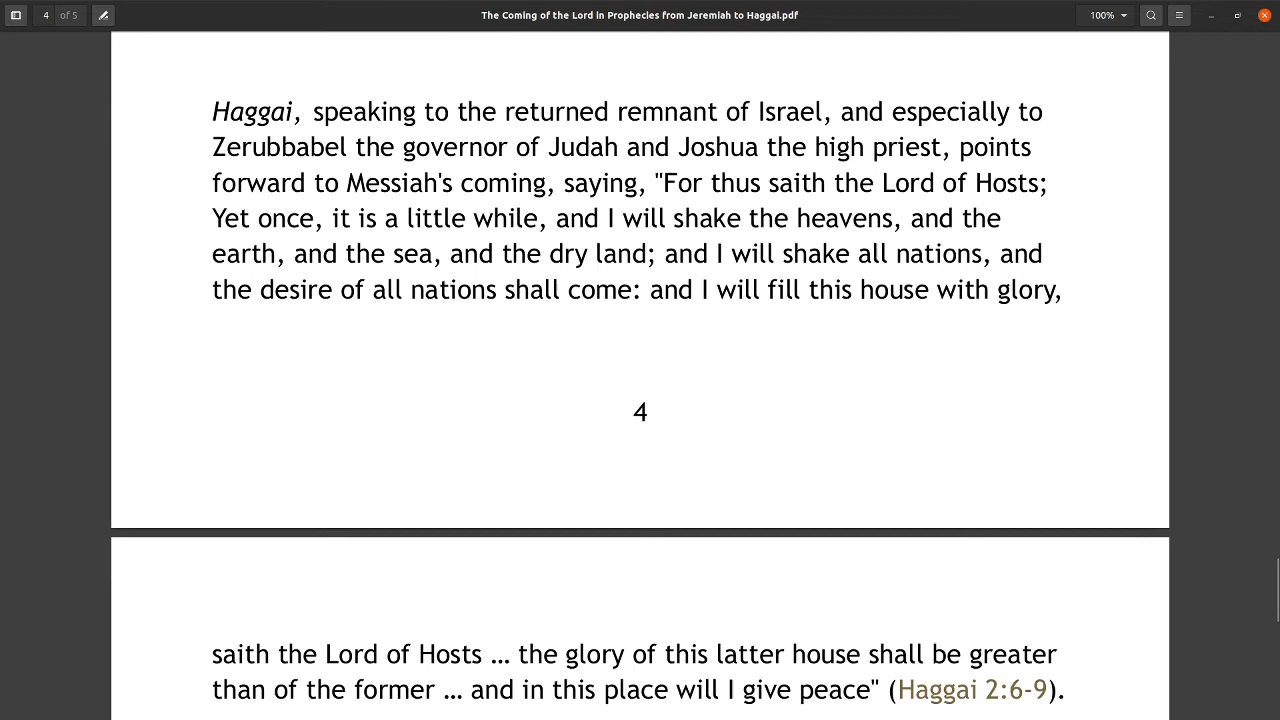 4 of 5
The Coming of the Lord in Prophecies from Jeremiah to Haggai.pdf
100%
Haggai, speaking to the returned remnant of Israel, and especially to
Zerubbabel the governor of Judah and Joshua the high priest, points
forward to Messiah's coming, saying, "For thus saith the Lord of Hosts;
Yet once, it is a little while, and I will shake the heavens, and the
earth, and the sea, and the dry land; and I will shake all nations, and
the desire of all nations shall come: and I will fill this house with glory,
4
saith the Lord of Hosts … the glory of this latter house shall be greater
than of the former … and in this place will I give peace" (Haggai 2:6-9).